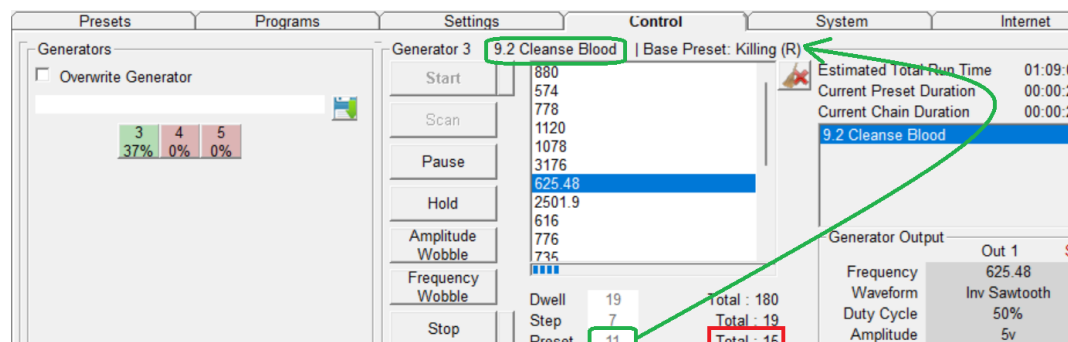 Presets Programs Settings Control System Internet
Generators
Overwrite Generator
3 4 5
37% 0% 0%
Generator 3 9.2 Cleanse Blood | Base Preset: Killing (R)
Start
Scan
Pause
Hold
Amplitude
Wobble
Frequency
Wobble
Stop
880
574
778
1120
1078
3176
625.48
2501.9
616
776
735
Dwell 19 Total : 180
Step 7 Total : 19
Preset 11 Total : 15
Estimated Total Run Time 01:09:
Current Preset Duration 00:00:
Current Chain Duration 00:00:
9.2 Cleanse Blood
Generator Output
Out 1
Frequency 625.48
Waveform Inv Sawtooth
Duty Cycle 50%
Amplitude 5v